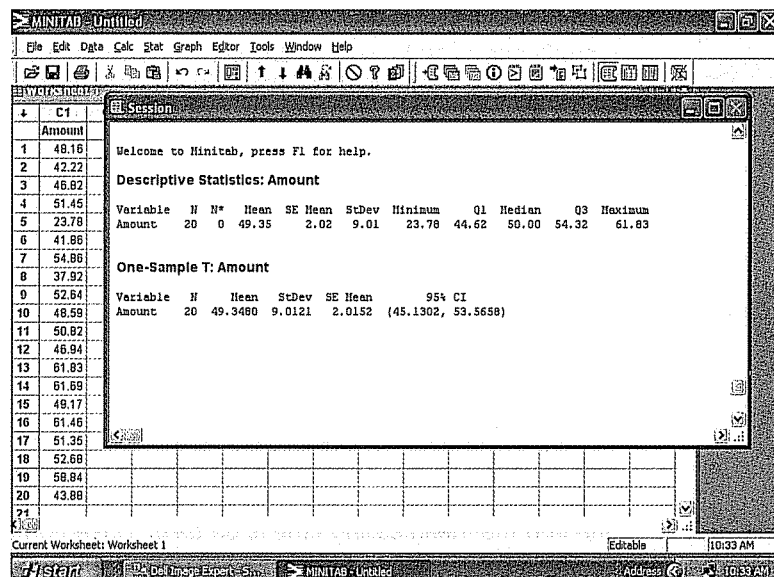 MINITAB - Untitled
File Edit Data Calc Stat Graph Editor Tools Window Help
Session
C1
Amount
1 48.16
2 42.22
3 46.82
4 51.45
5 23.78
6 41.86
7 54.86
8 37.92
9 52.64
10 48.59
11 50.82
12 46.94
13 61.83
14 61.69
15 49.17
16 61.46
17 51.35
18 52.68
19 58.84
20 43.88
21
Welcome to Minitab, press F1 for help.
Descriptive Statistics: Amount
Variable N N* Mean SE Mean StDev Minimum Q1 Median Q3 Maximum
Amount 20 0 49.35 2.02 9.01 23.78 44.62 50.00 54.32 61.83
One-Sample T: Amount
Variable N Mean StDev SE Mean 95% CI
Amount 20 49.3480 9.0121 2.0152 (45.1302, 53.5658)
Current Worksheet: Worksheet 1 Editable 10:33 AM
start Dell Image Expert - S... MINITAB - Untitled Address 10:33 AM